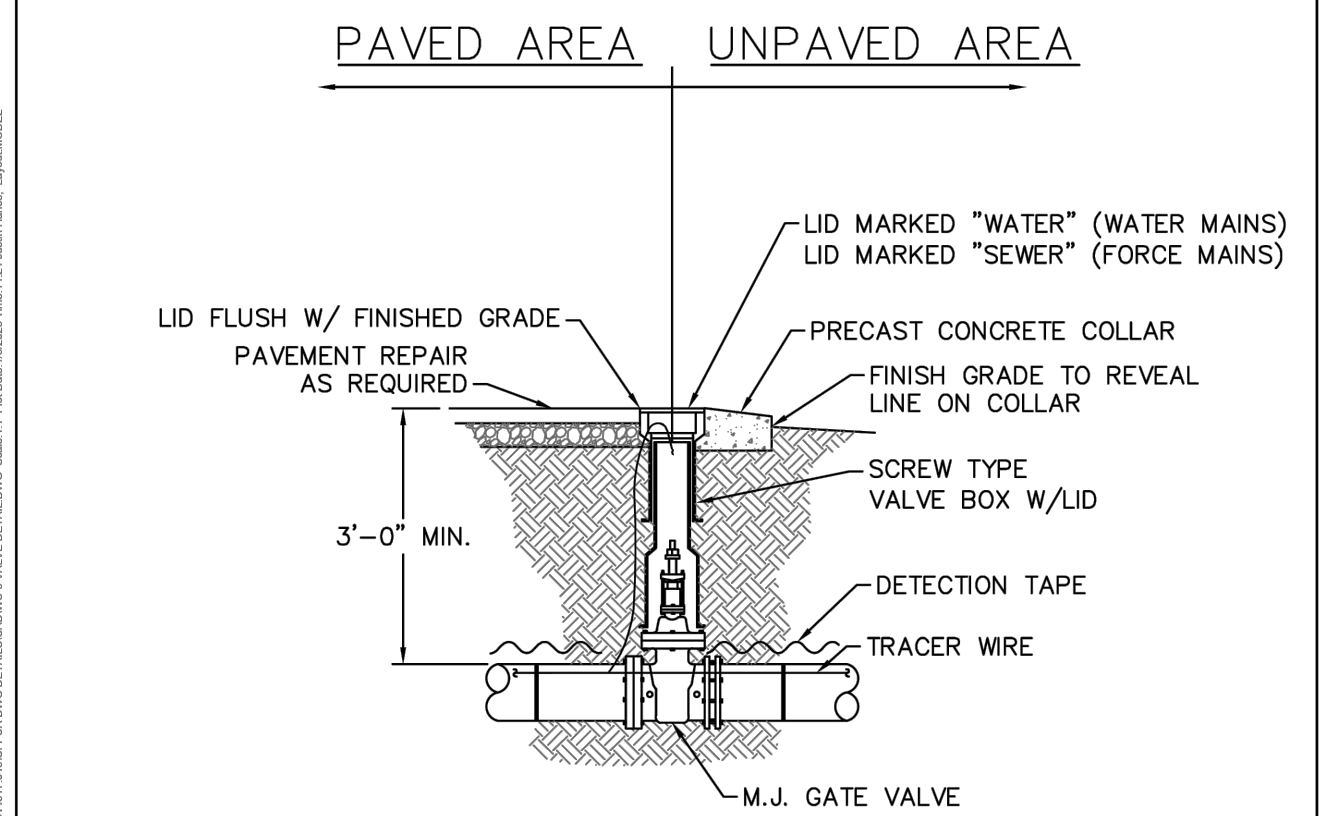 PAVED AREA
UNPAVED AREA
LID MARKED "WATER" (WATER MAINS)
LID MARKED "SEWER" (FORCE MAINS)
LID FLUSH W/ FINISHED GRADE
PRECAST CONCRETE COLLAR
PAVEMENT REPAIR
AS REQUIRED
FINISH GRADE TO REVEAL
LINE ON COLLAR
SCREW TYPE
VALVE BOX W/LID
3'-0" MIN.
DETECTION TAPE
TRACER WIRE
M.J. GATE VALVE